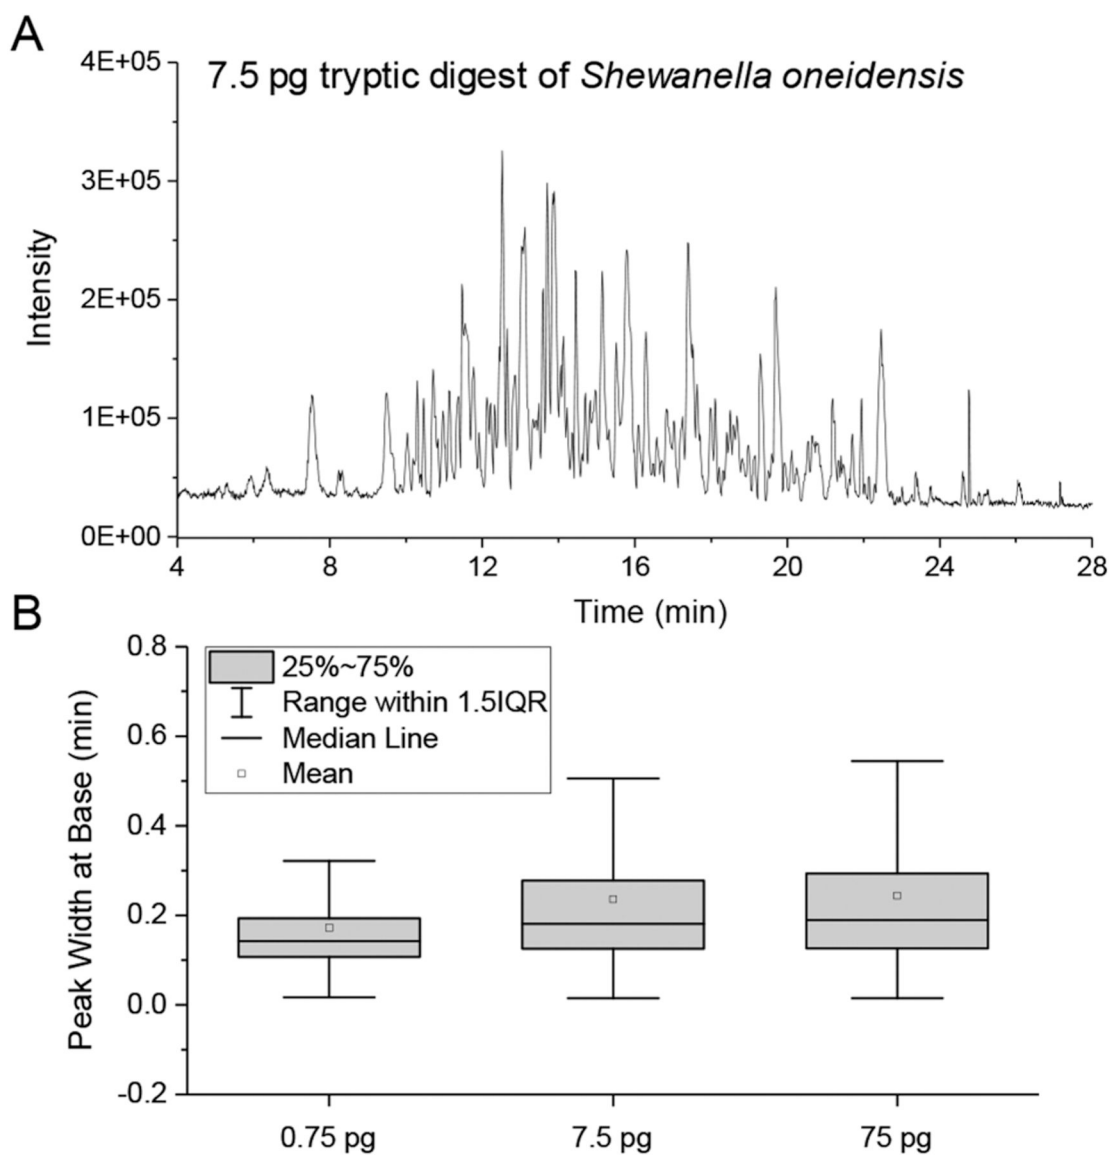 A
7.5 pg tryptic digest of Shewanella oneidensis
4E+05
3E+05
2E+05
1E+05
0E+00
Intensity
4
8
12
16
20
24
28
Time (min)
B
0.8
0.6
0.4
0.2
0.0
-0.2
Peak Width at Base (min)
25%~75%
Range within 1.5IQR
Median Line
Mean
0.75 pg
7.5 pg
75 pg